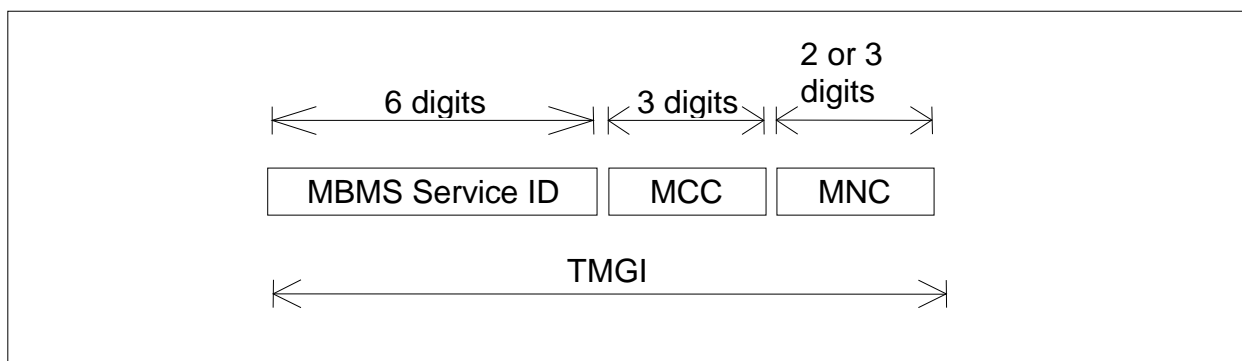 2 or 3
digits
6 digits
3 digits
MBMS Service ID
MCC
MNC
TMGI